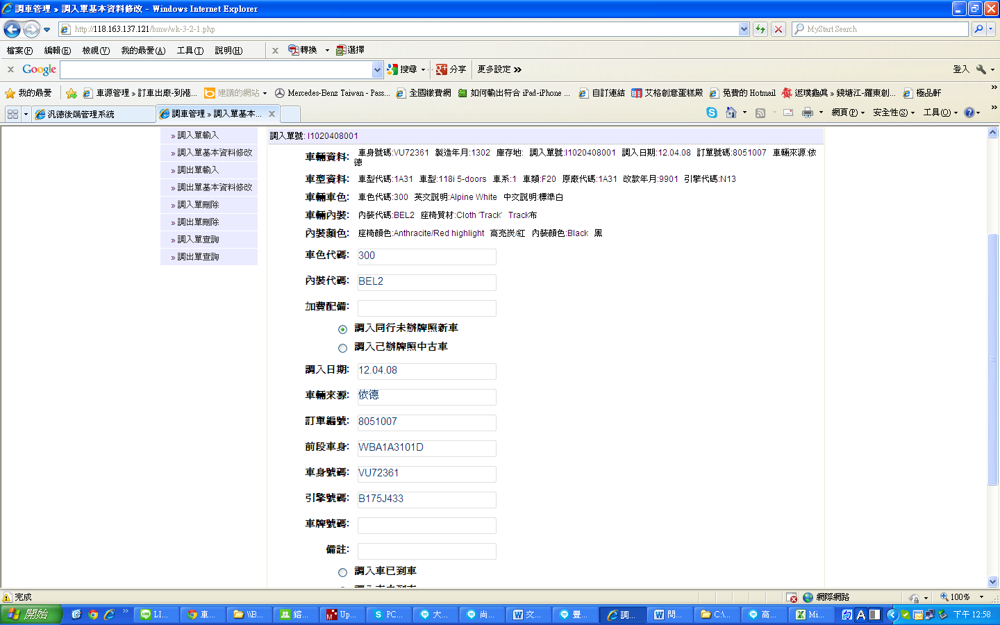 調車管理 » 調入單基本資料修改 - Windows Internet Explorer
http://118.163.137.121/bmw/wk-3-2-1.php
MyStart Search
檔案(F) 編輯(E) 檢視(V) 我的最愛(A) 工具(T) 說明(H) x 轉換 選擇
x Google 搜尋 分享 更多設定 » 登入
我的最愛 車源管理 » 訂車出廠-到港... 建議的網站 Mercedes-Benz Taiwan - Pass... 全國繳費網 如何輸出符合 iPad-iPhone ... 自訂連結 艾格創意蛋糕殿 免費的 Hotmail 返璞龜真 » 錢塘江-羅東創... 極品軒
汎德後端管理系統 調車管理 » 調入單基本... 網頁(P) 安全性(S) 工具(O)
» 調入單輸入
» 調入單基本資料修改
» 調出單輸入
» 調出單基本資料修改
» 調入單刪除
» 調出單刪除
» 調入單查詢
» 調出單查詢
調入單號: I1020408001
車輛資料: 車身號碼:VU72361 製造年月:1302 庫存地: 調入單號:I1020408001 調入日期:12.04.08 訂單號碼:8051007 車輛來源:依
德
車型資料: 車型代碼:1A31 車型:118i 5-doors 車系:1 車類:F20 原廠代碼:1A31 改款年月:9901 引擎代碼:N13
車輛車色: 車色代碼:300 英文說明:Alpine White 中文說明:標準白
車輛內裝: 內裝代碼:BEL2 座椅質材:Cloth 'Track' Track布
內裝顏色: 座椅顏色:Anthracite/Red highlight 高亮炭/紅 內裝顏色:Black 黑
車色代碼: 300
內裝代碼: BEL2
加費配備:
調入同行未辦牌照新車
調入己辦牌照中古車
調入日期: 12.04.08
車輛來源: 依德
訂車編號: 8051007
前段車身: WBA1A3101D
車身號碼: VU72361
引擎號碼: B175J433
車牌號碼:
備註:
調入車已到車
完成 網際網路 100%
開始 LI... 車... \\B... 鎔... Up... PC... 大... 尚... 文... 豐... 調... 問... C:\... 高... Mi... A 下午 12:58